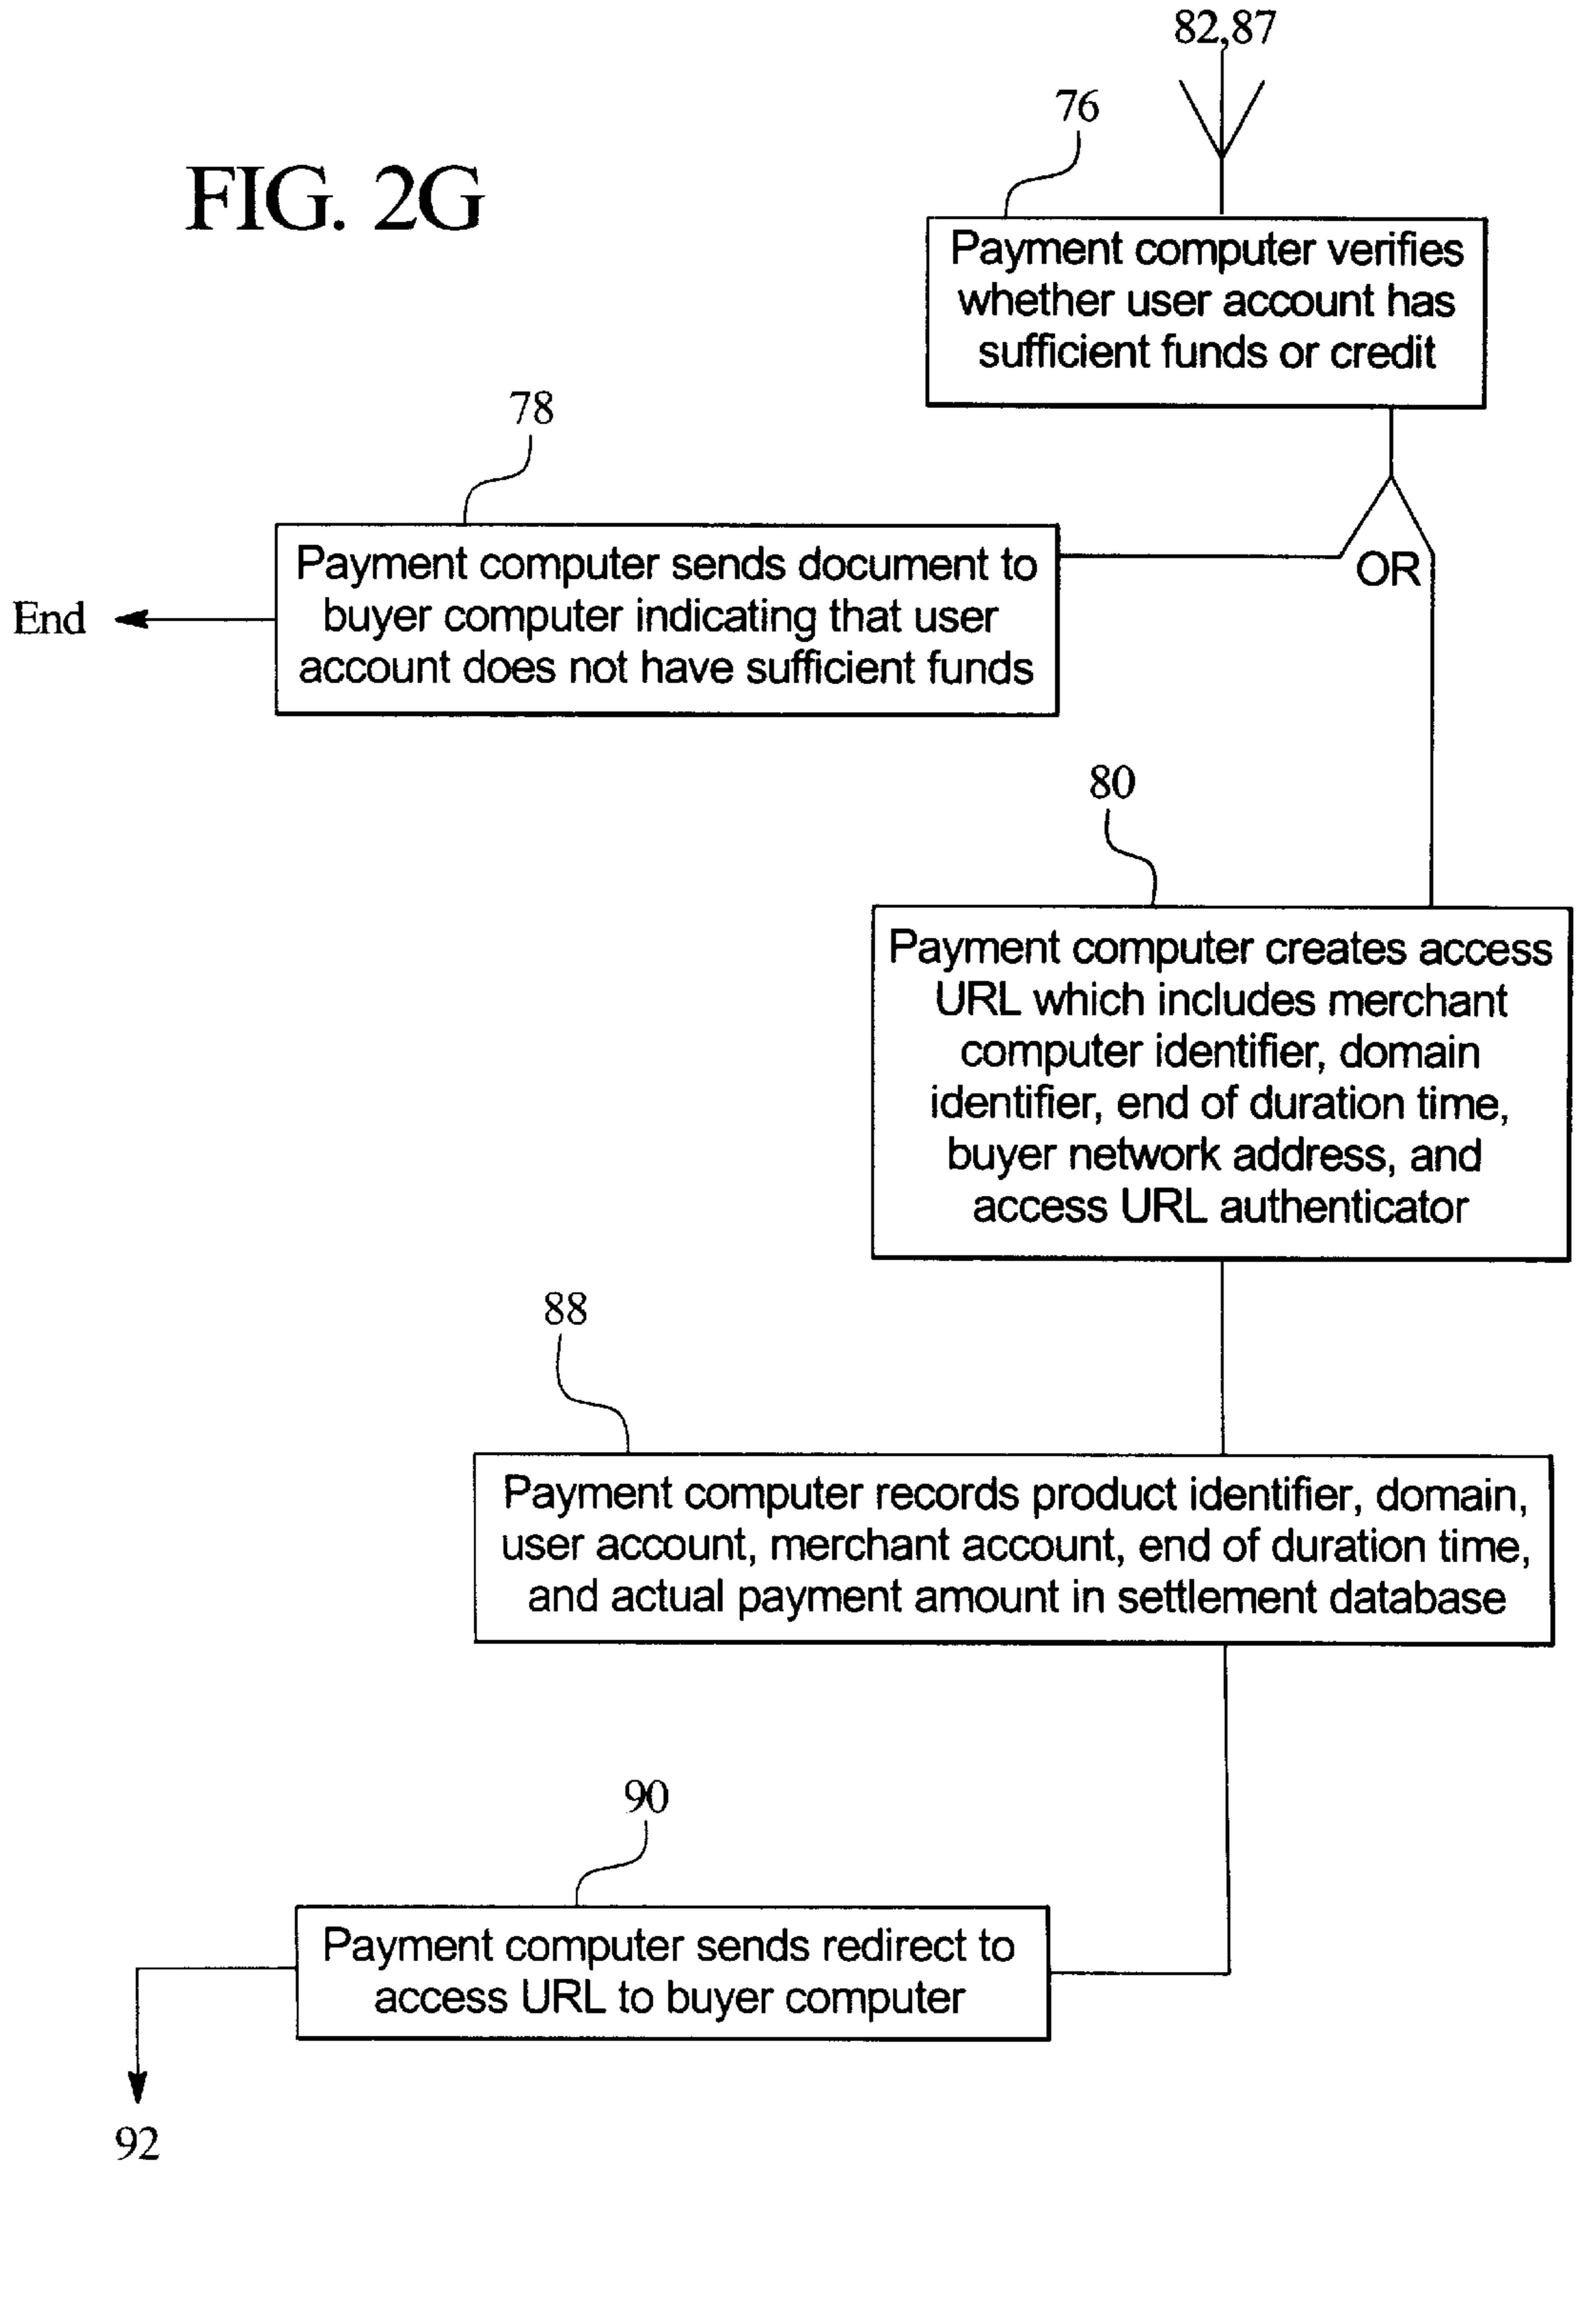 82,87
76
FIG. 2G
Payment computer verifies
whether user account has
sufficient funds or credit
78
OR
Payment computer sends document to
buyer computer indicating that user
account does not have sufficient funds
End
80
Payment computer creates access
URL which includes merchant
computer identifier, domain
identifier, end of duration time,
buyer network address, and
access URL authenticator
88
Payment computer records product identifier, domain,
user account, merchant account, end of duration time,
and actual payment amount in settlement database
90
Payment computer sends redirect to
access URL to buyer computer
92